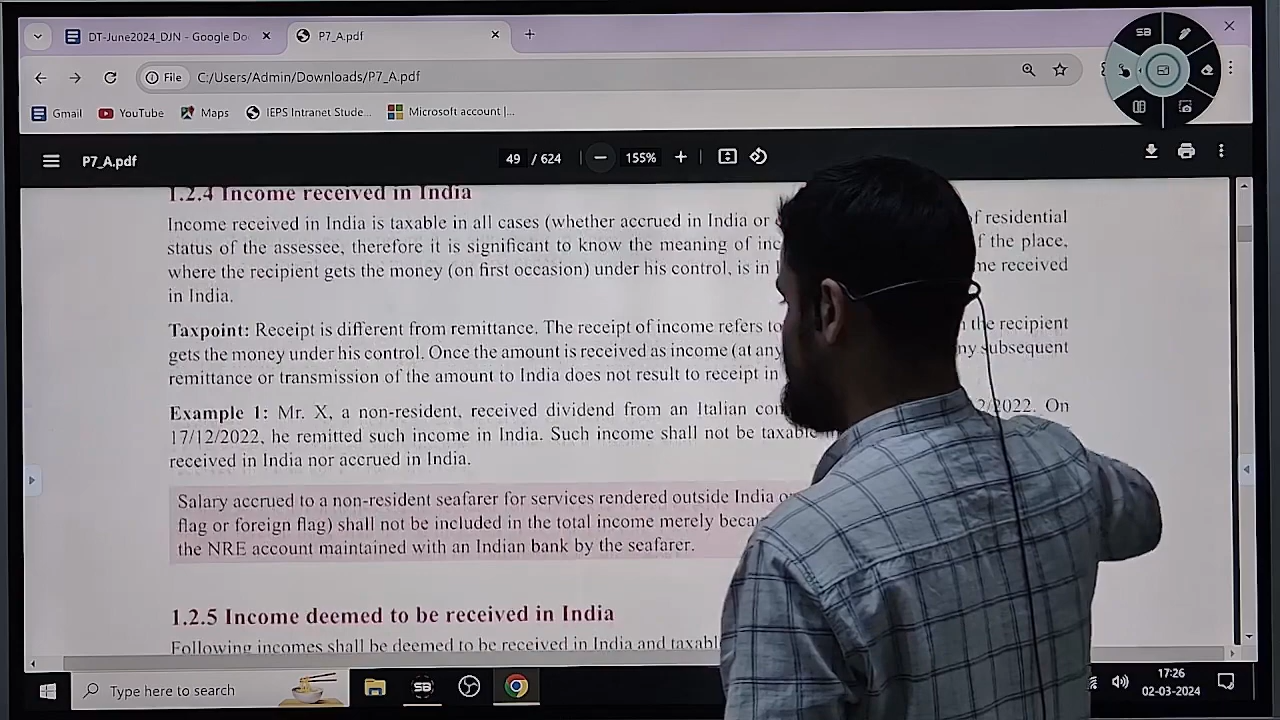 DT-June2024_DJN - Google Do
P7_A.pdf
File C:/Users/Admin/Downloads/P7_A.pdf
Gmail YouTube Maps IEPS Intranet Stude... Microsoft account |...
P7_A.pdf 49 / 624 155%
1.2.4 Income received in India
Income received in India is taxable in all cases (whether accrued in India or of residential
status of the assessee, therefore it is significant to know the meaning of inc f the place,
where the recipient gets the money (on first occasion) under his control, is in me received
in India.
Taxpoint: Receipt is different from remittance. The receipt of income refers to the recipient
gets the money under his control. Once the amount is received as income (at any ny subsequent
remittance or transmission of the amount to India does not result to receipt in
Example 1: Mr. X, a non-resident, received dividend from an Italian con 2/2022. On
17/12/2022, he remitted such income in India. Such income shall not be taxable
received in India nor accrued in India.
Salary accrued to a non-resident seafarer for services rendered outside India
flag or foreign flag) shall not be included in the total income merely becau
the NRE account maintained with an Indian bank by the seafarer.
1.2.5 Income deemed to be received in India
Following incomes shall be deemed to be received in India and taxabl
Type here to search
SB
17:26
02-03-2024